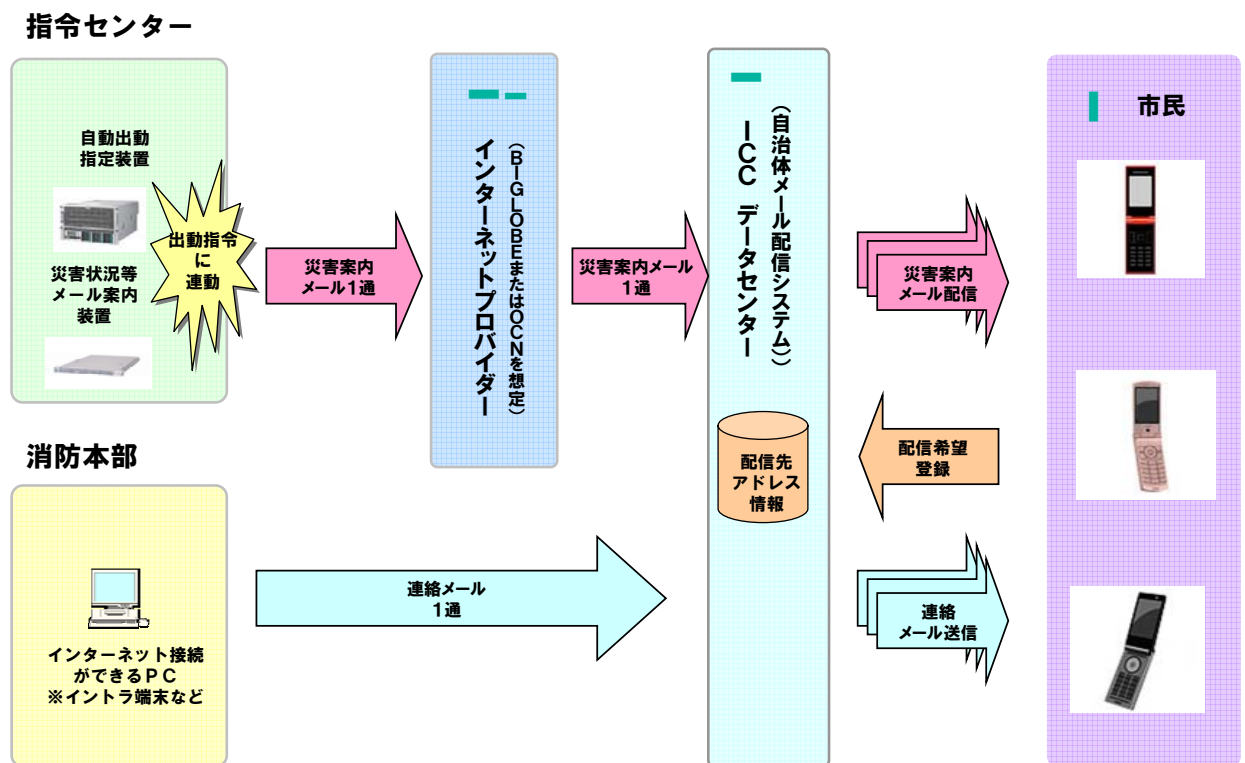 指令センター
自動出動
指定装置
災害状況等
メール案内
装置
出動指令
に
連動
災害案内
メール1通
インターネットプロバイダー
（BIGLOBEまたはOCNを想定）
災害案内メール
1通
ICC データセンター
（自治体メール配信システム））
配信先
アドレス
情報
災害案内
メール配信
配信希望
登録
連絡
メール送信
市民
消防本部
インターネット接続
ができるＰＣ
※イントラ端末など
連絡メール
1通